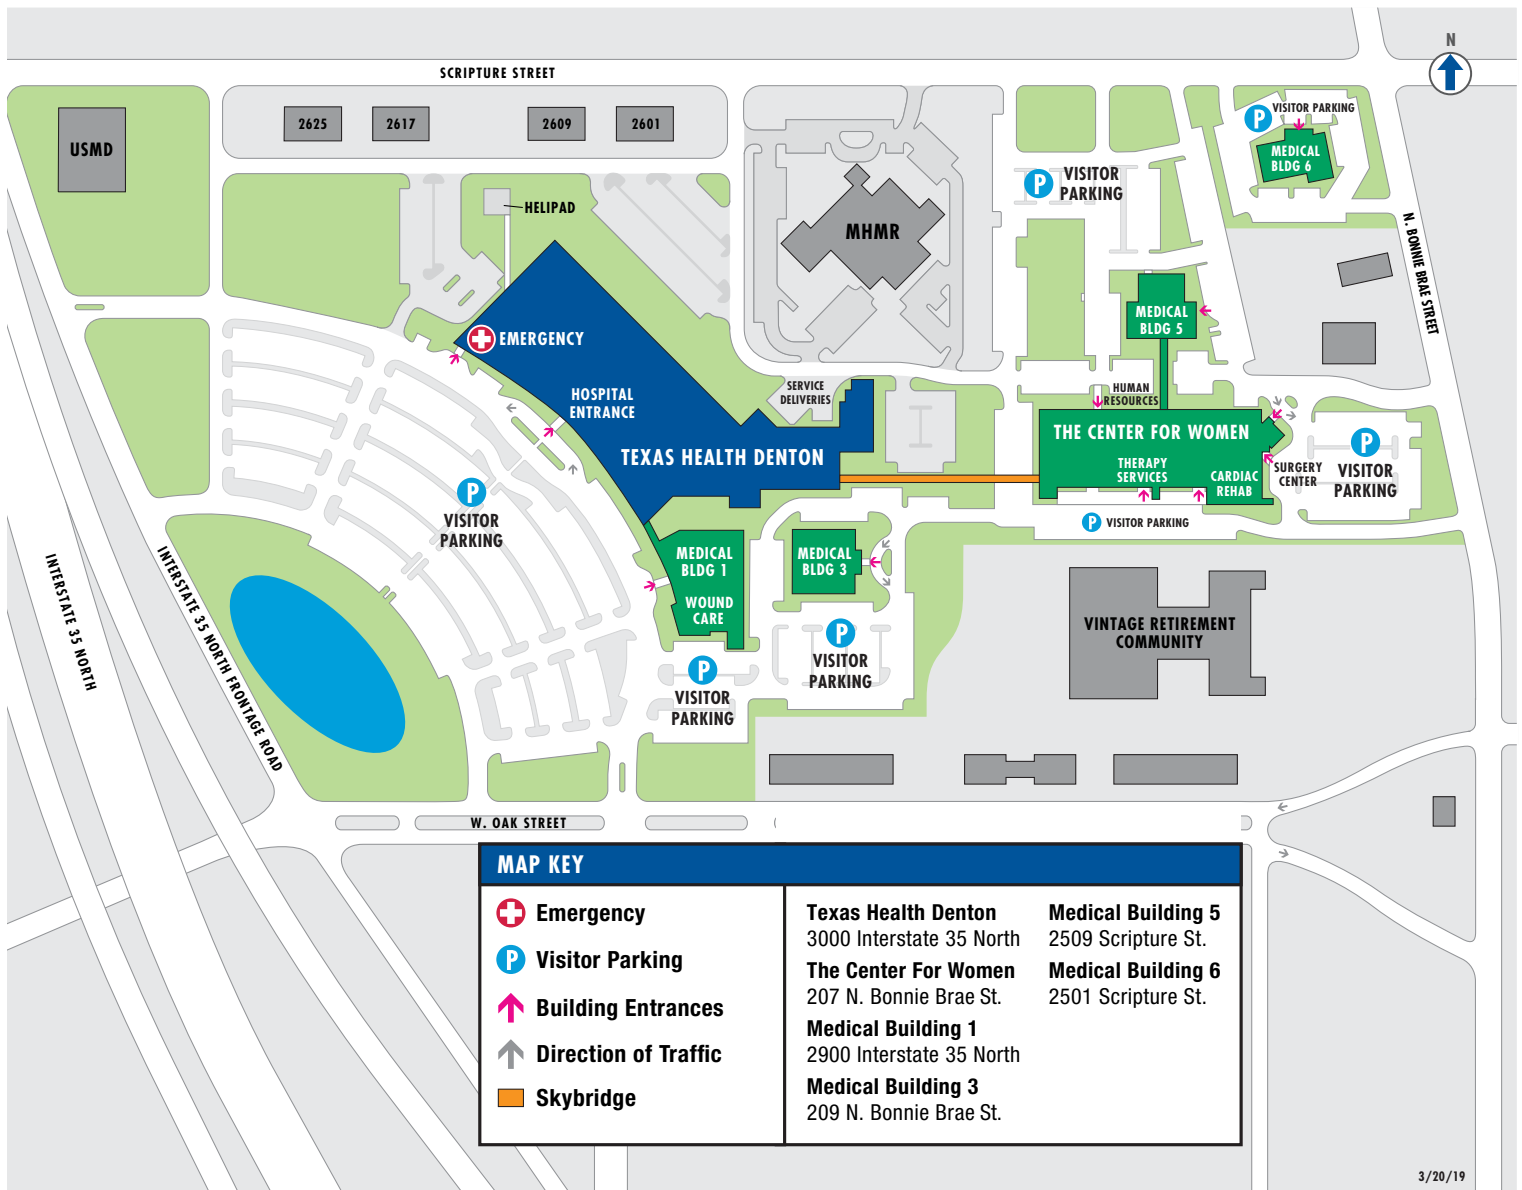 N
SCRIPTURE STREET
2625
2617
2609
2601
USMD
VISITOR PARKING
MEDICAL
BLDG 6
VISITOR
PARKING
HELIPAD
MHMR
N. BONNIE BRAE STREET
MEDICAL
BLDG 5
EMERGENCY
HOSPITAL
ENTRANCE
SERVICE
DELIVERIES
HUMAN
RESOURCES
THE CENTER FOR WOMEN
TEXAS HEALTH DENTON
THERAPY
SERVICES
CARDIAC
REHAB
SURGERY
CENTER
VISITOR
PARKING
VISITOR
PARKING
VISITOR PARKING
MEDICAL
BLDG 1
WOUND
CARE
MEDICAL
BLDG 3
INTERSTATE 35 NORTH
INTERSTATE 35 NORTH FRONTAGE ROAD
VINTAGE RETIREMENT
COMMUNITY
VISITOR
PARKING
VISITOR
PARKING
W. OAK STREET
MAP KEY
Emergency
Visitor Parking
Building Entrances
Direction of Traffic
Skybridge
Texas Health Denton
3000 Interstate 35 North
The Center For Women
207 N. Bonnie Brae St.
Medical Building 1
2900 Interstate 35 North
Medical Building 3
209 N. Bonnie Brae St.
Medical Building 5
2509 Scripture St.
Medical Building 6
2501 Scripture St.
3/20/19
P
P
P
P
P
P
P
P